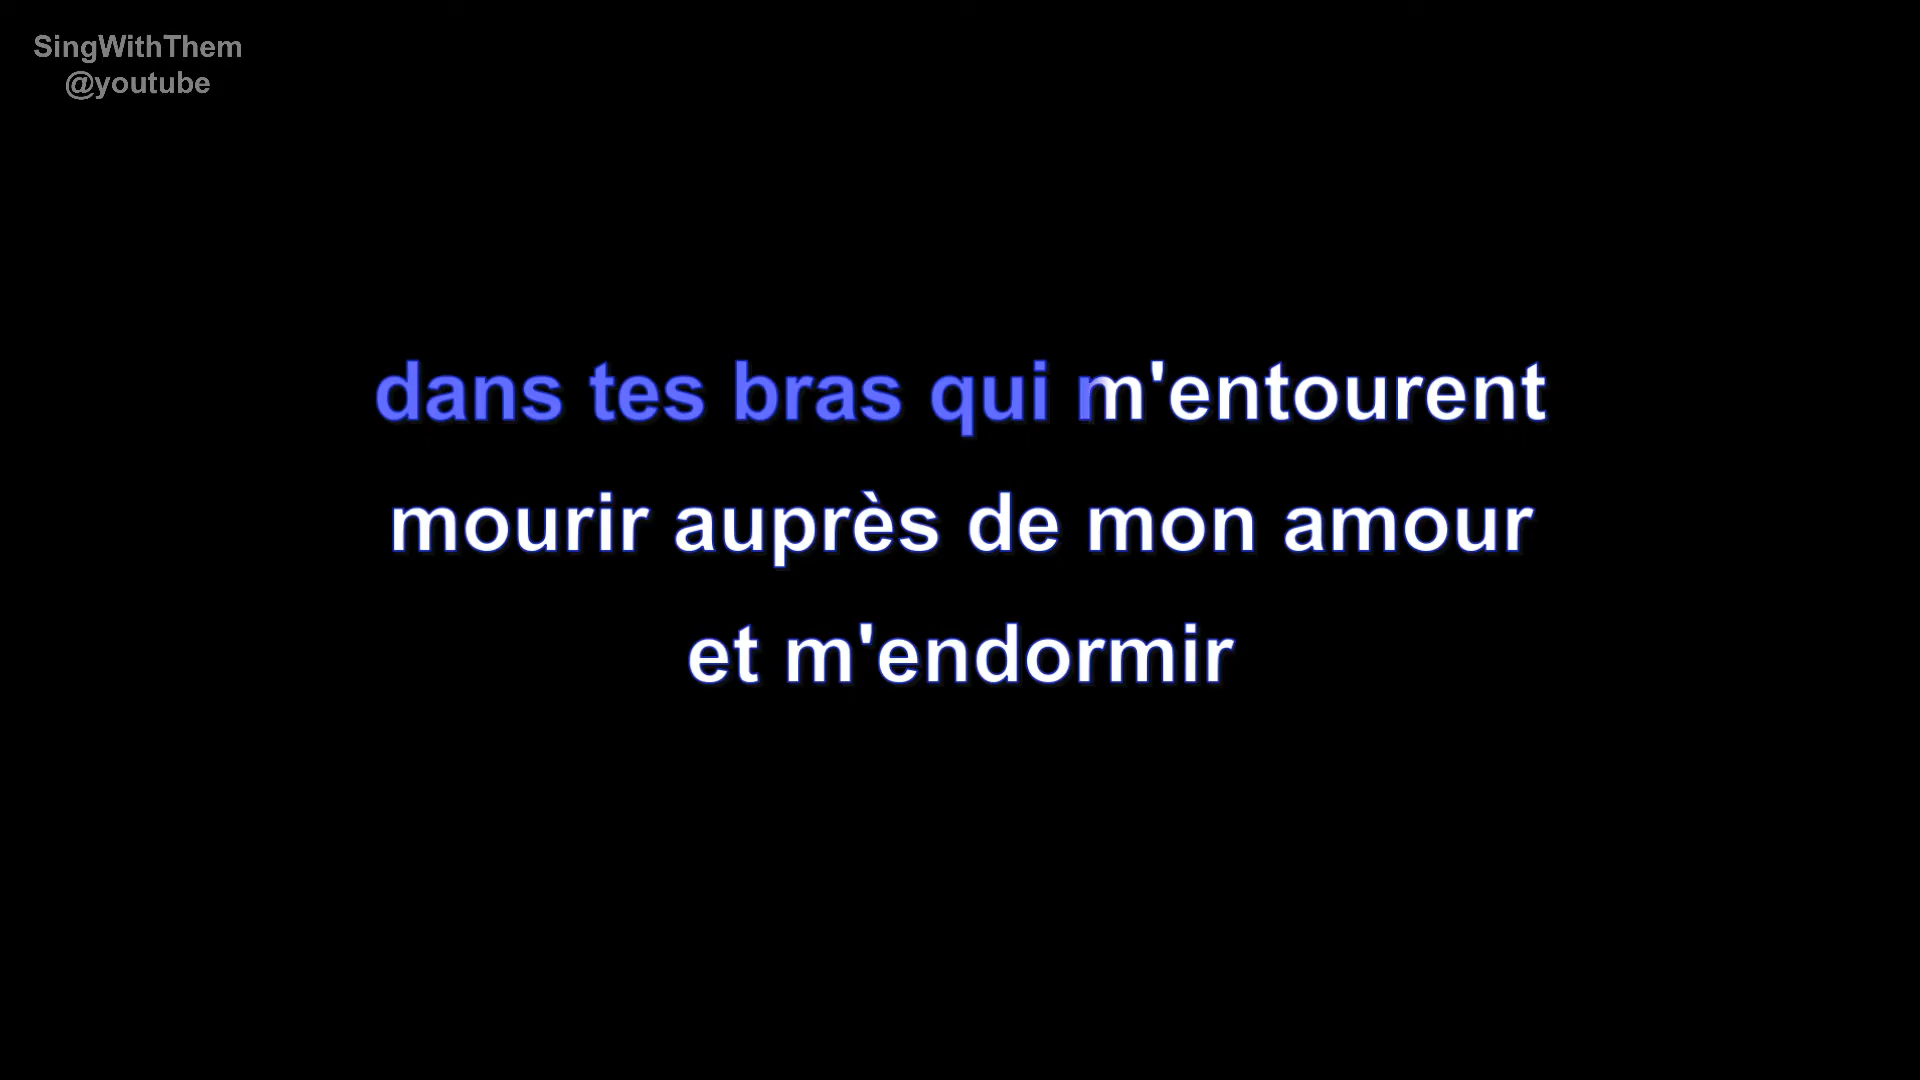 SingWithThem
@youtube
dans tes bras qui m'entourent
mourir auprès de mon amour
et m'endormir